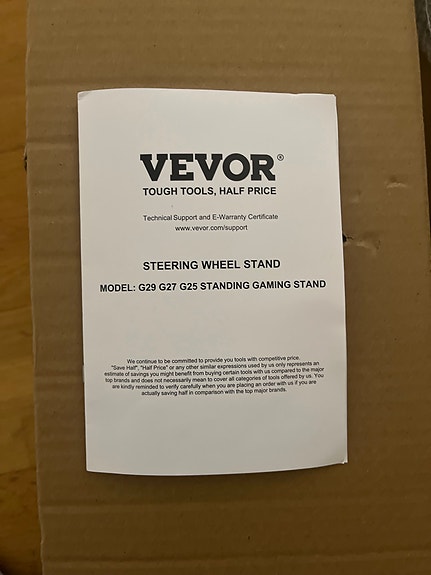 VEVOR®
TOUGH TOOLS, HALF PRICE
Technical Support and E-Warranty Certificate
www.vevor.com/support
STEERING WHEEL STAND
MODEL: G29 G27 G25 STANDING GAMING STAND
We continue to be committed to provide you tools with competitive price.
"Save Half", "Half Price" or any other similar expressions used by us only represents an
estimate of savings you might benefit from buying certain tools with us compared to the major
top brands and does not necessarily mean to cover all categories of tools offered by us. You
are kindly reminded to verify carefully when you are placing an order with us if you are
actually saving half in comparison with the top major brands.